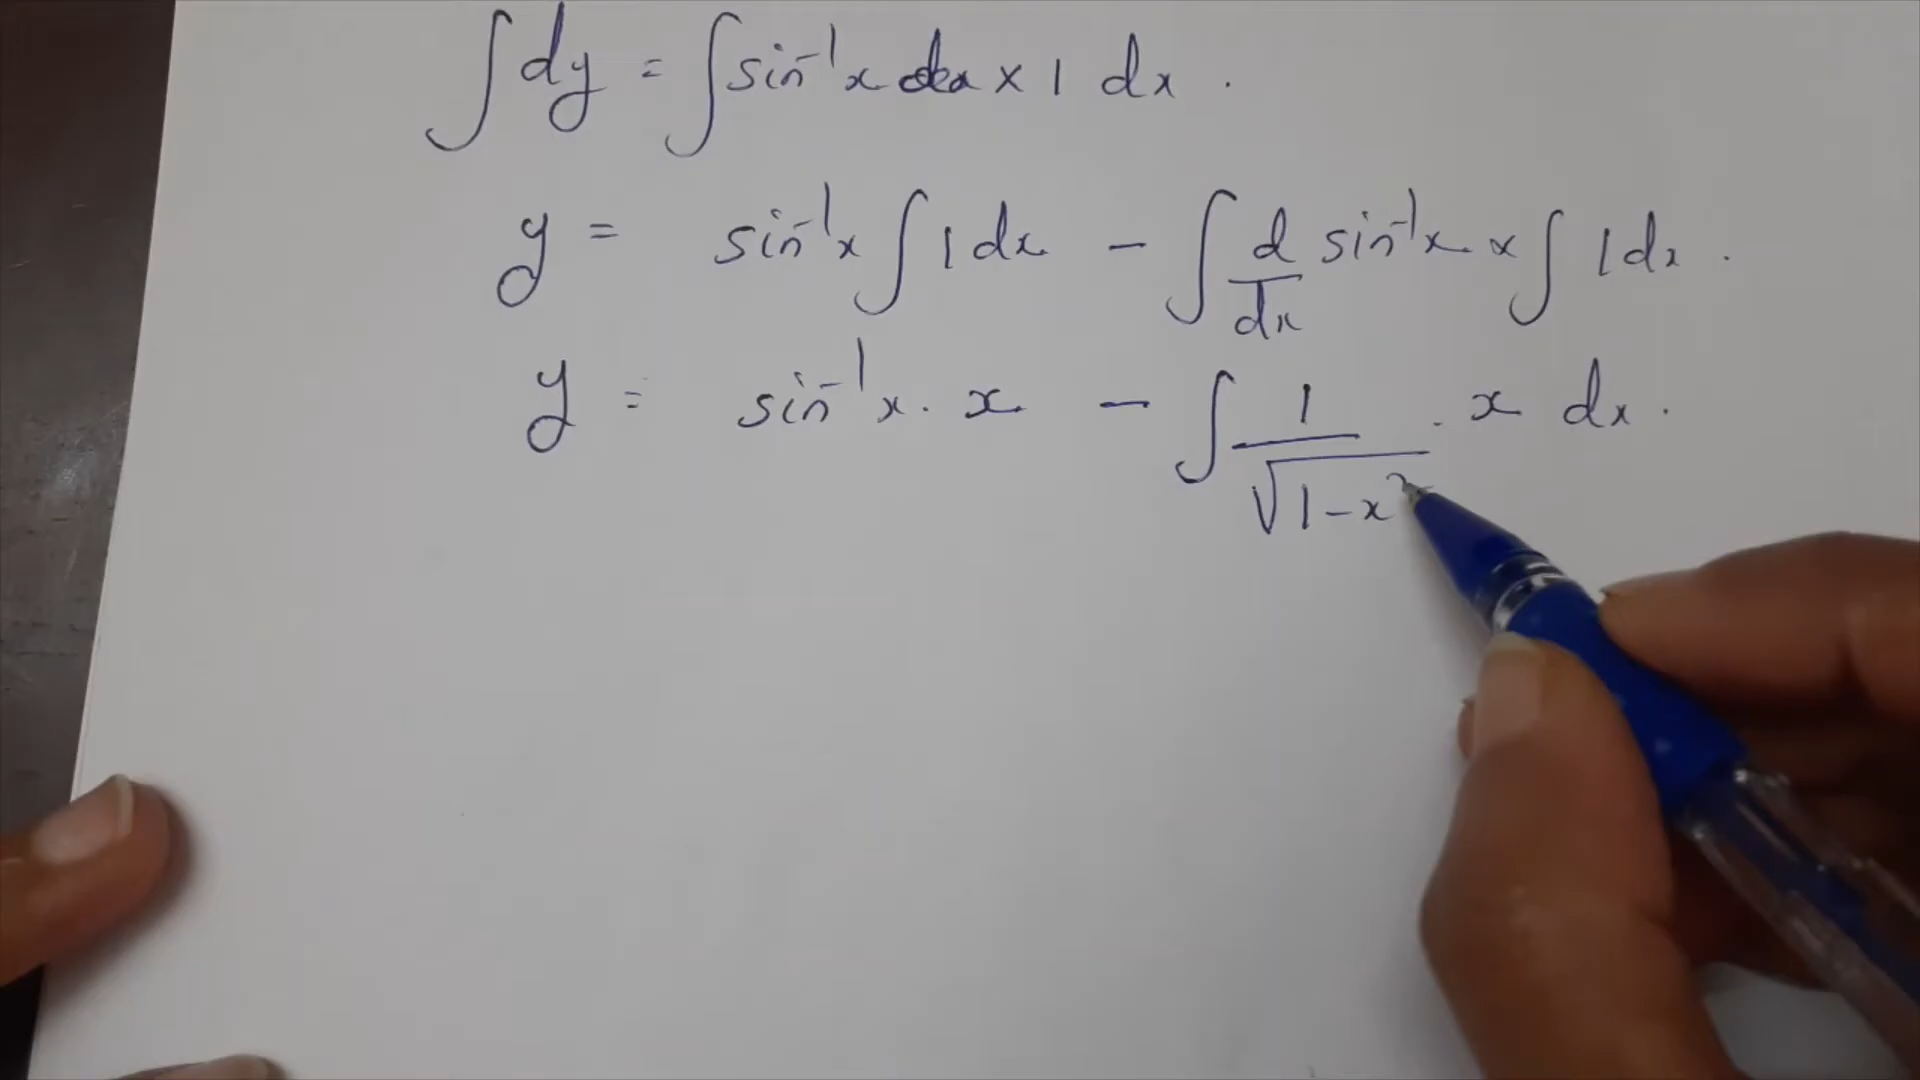 ∫ dy = ∫ sin⁻¹x dx × 1 dx .
y = sin⁻¹x ∫ 1 dx − ∫ d/dx sin⁻¹x × ∫ 1 dx .
y = sin⁻¹x . x − ∫ 1/√(1−x²) . x dx .